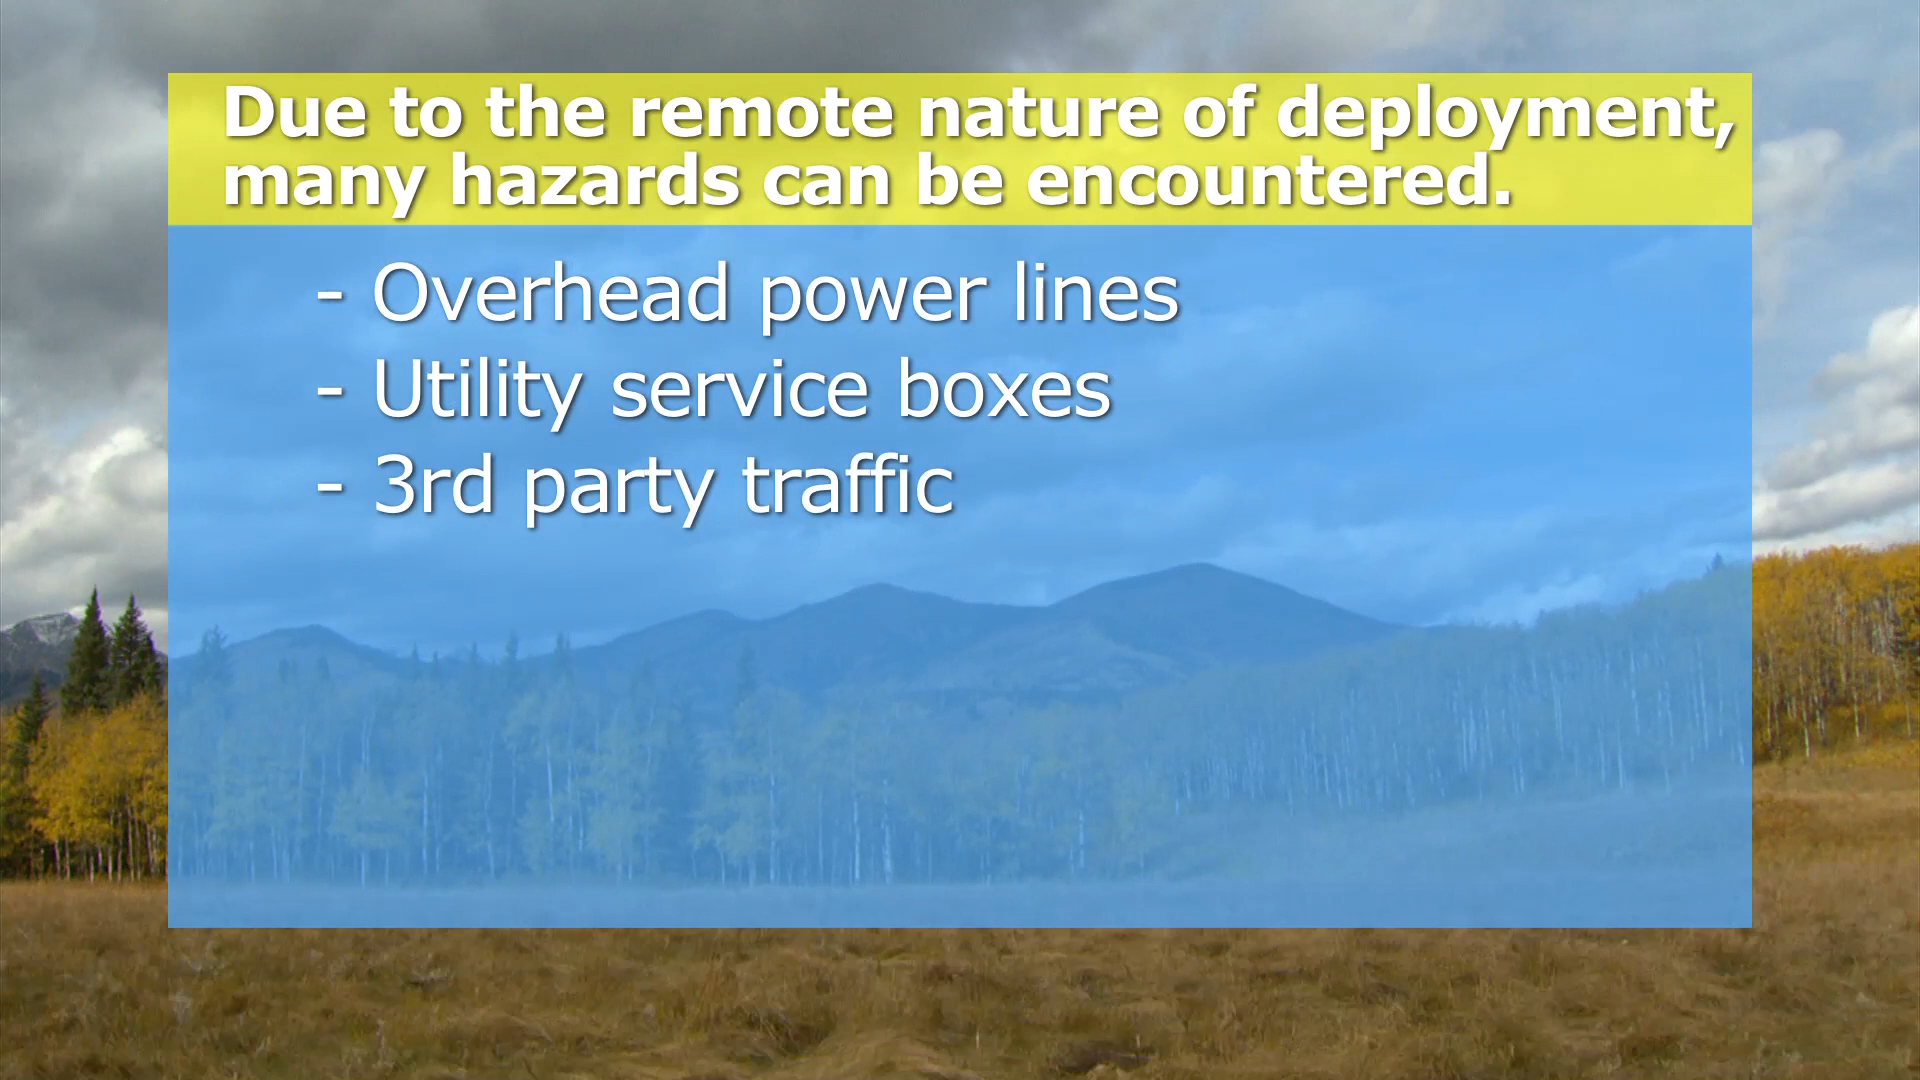 Due to the remote nature of deployment,
many hazards can be encountered.
- Overhead power lines
- Utility service boxes
- 3rd party traffic